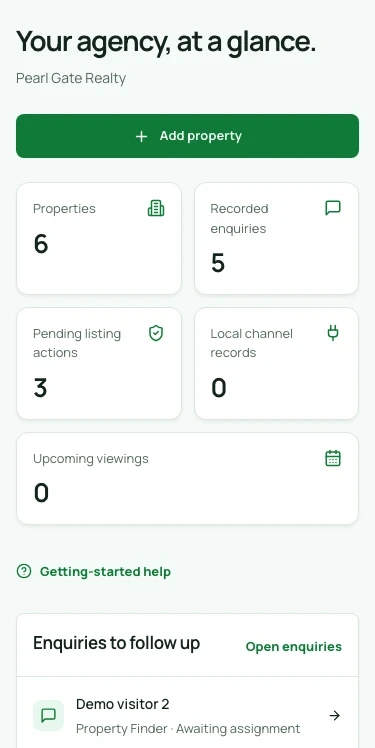 Your agency, at a glance.
Pearl Gate Realty
Add property
Properties
6
Recorded
enquiries
5
Pending listing
actions
3
Local channel
records
0
Upcoming viewings
0
Getting-started help
Enquiries to follow up
Open enquiries
Demo visitor 2
Property Finder · Awaiting assignment